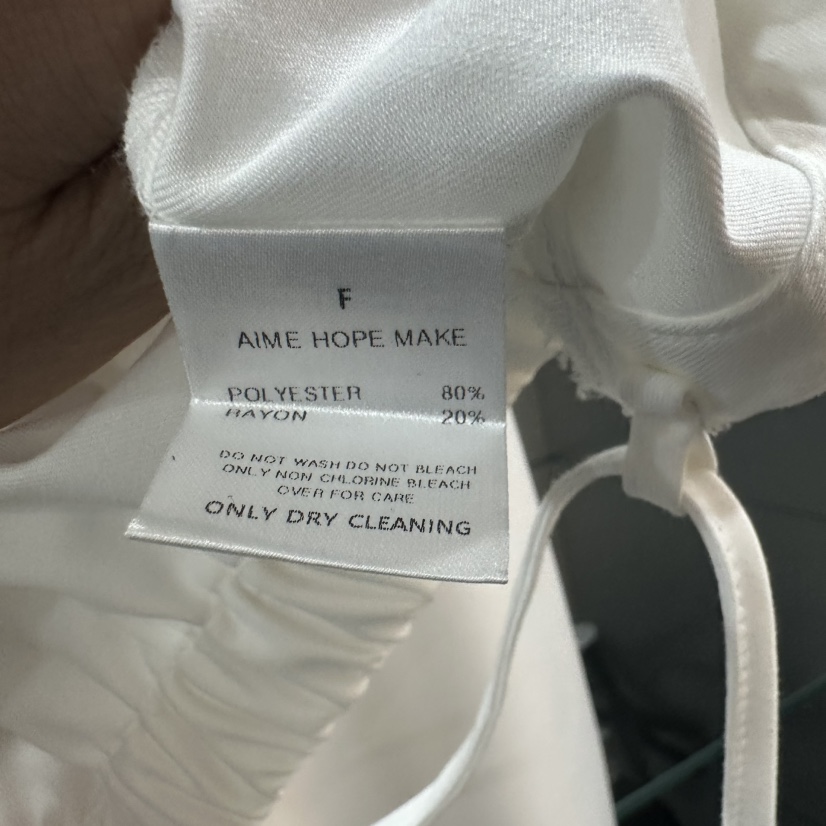 F
AIME HOPE MAKE
POLYESTER 80%
RAYON 20%
DO NOT WASH DO NOT BLEACH
ONLY NON CHLORINE BLEACH
OVER FOR CARE
ONLY DRY CLEANING